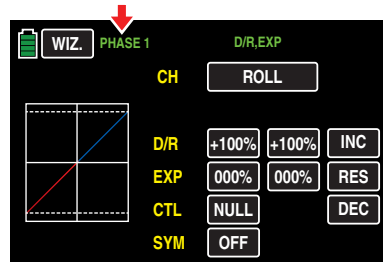 WIZ. PHASE 1 D/R,EXP
CH ROLL
D/R +100% +100% INC
EXP 000% 000% RES
CTL NULL DEC
SYM OFF